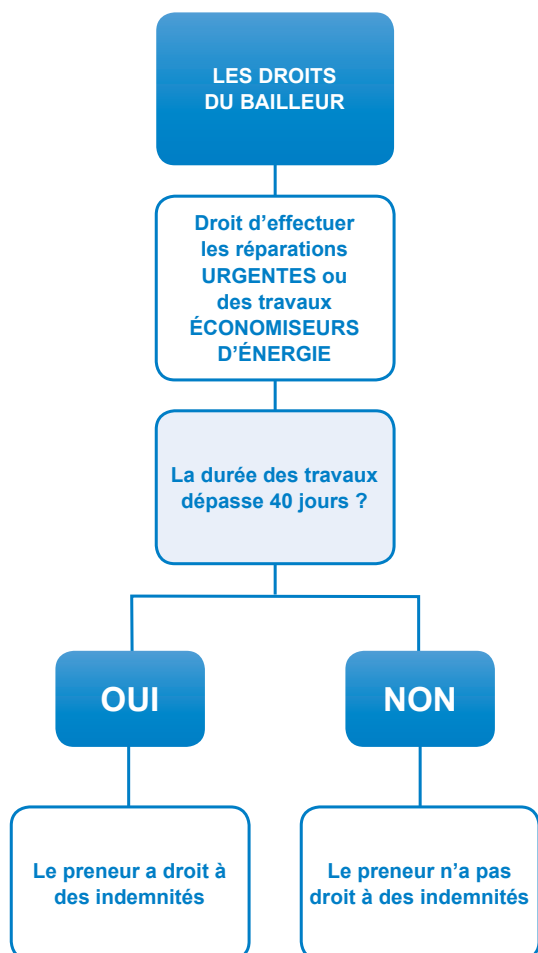 LES DROITS
DU BAILLEUR
Droit d’effectuer
les réparations
URGENTES ou
des travaux
ÉCONOMISEURS
D’ÉNERGIE
La durée des travaux
dépasse 40 jours ?
OUI
NON
Le preneur a droit à
des indemnités
Le preneur n’a pas
droit à des indemnités